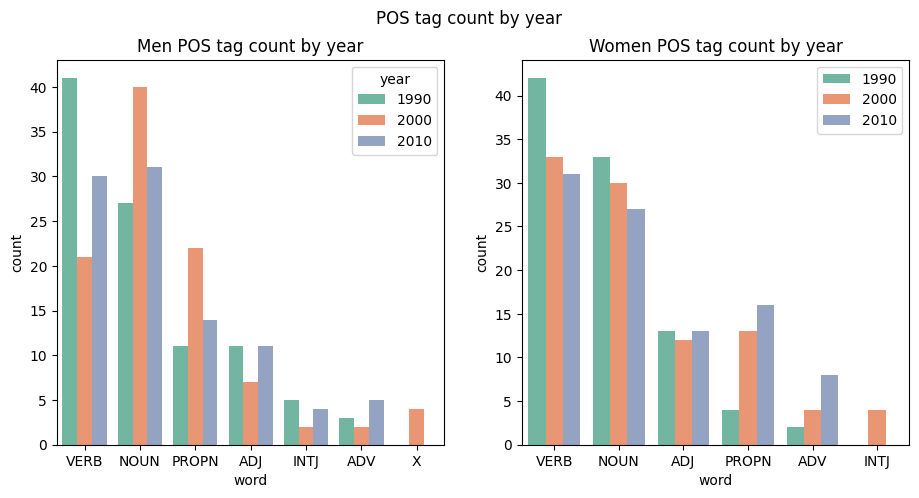 POS tag count by year
Men POS tag count by year
count
40
35
30
25
20
15
10
5
0
year
1990
2000
2010
VERB NOUN PROPN ADJ INTJ ADV X
word
Women POS tag count by year
count
40
35
30
25
20
15
10
5
0
1990
2000
2010
VERB NOUN ADJ PROPN ADV INTJ
word